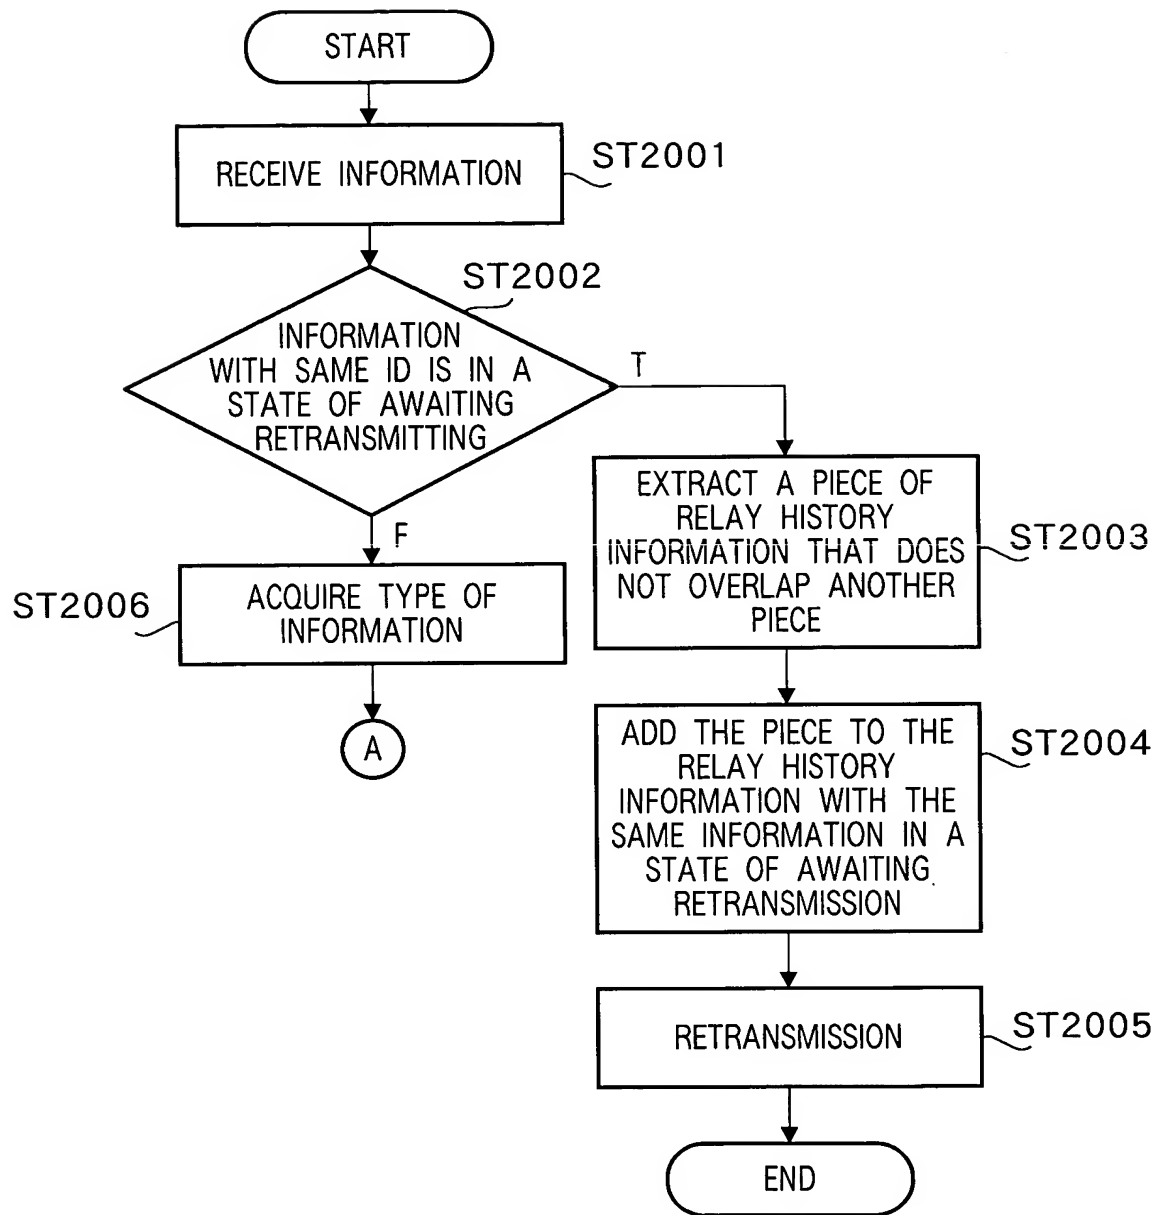 START
RECEIVE INFORMATION
ST2001
ST2002
INFORMATION
WITH SAME ID IS IN A
STATE OF AWAITING
RETRANSMITTING
T
F
EXTRACT A PIECE OF
RELAY HISTORY
INFORMATION THAT DOES
NOT OVERLAP ANOTHER
PIECE
ST2003
ST2006
ACQUIRE TYPE OF
INFORMATION
A
ADD THE PIECE TO THE
RELAY HISTORY
INFORMATION WITH THE
SAME INFORMATION IN A
STATE OF AWAITING
RETRANSMISSION
ST2004
RETRANSMISSION
ST2005
END